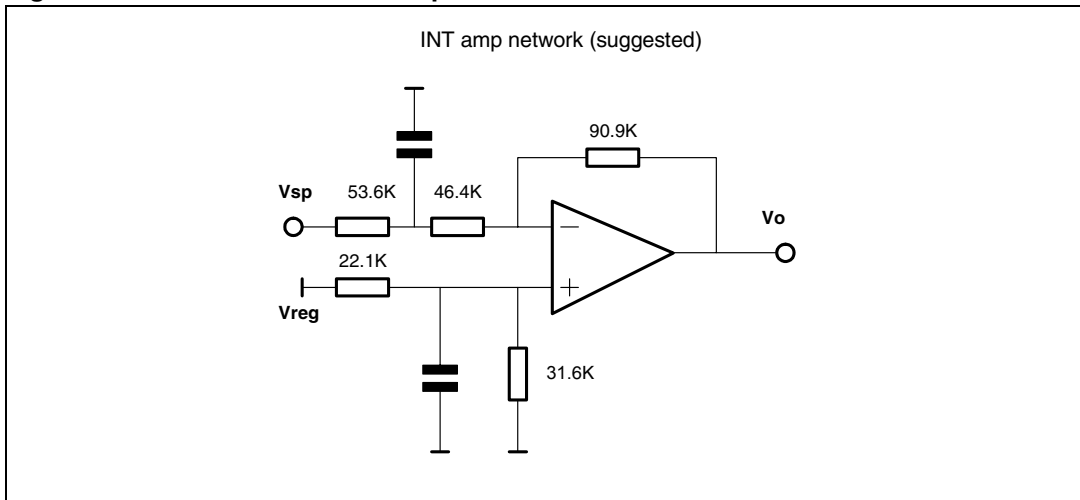 INT amp network (suggested)
90.9K
Vsp
53.6K
46.4K
Vo
22.1K
Vreg
31.6K